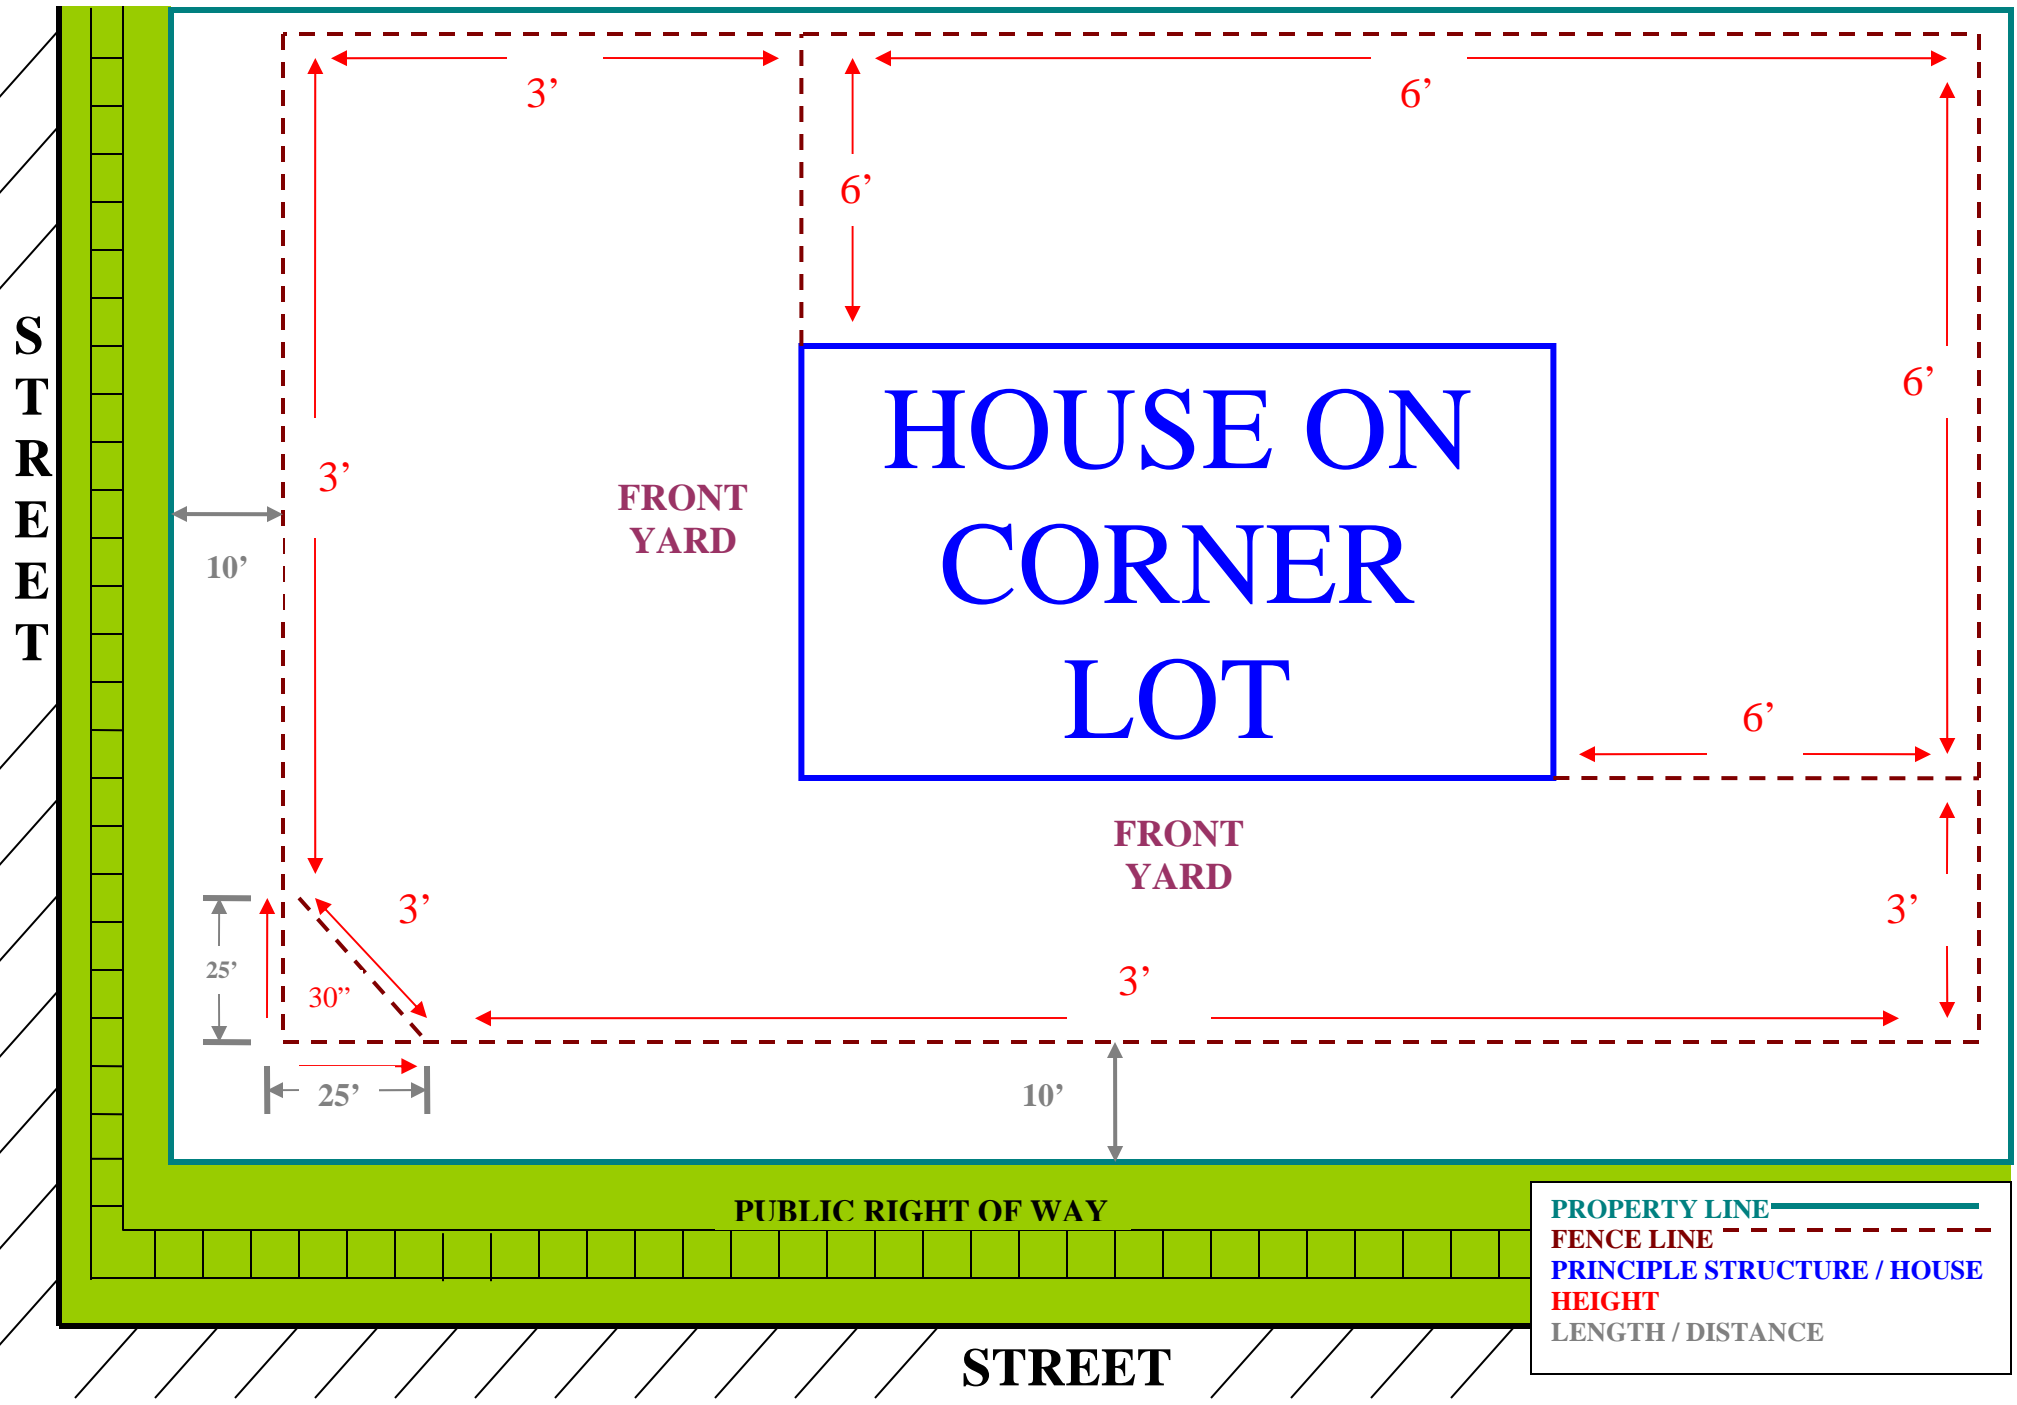 3’
6’
6’
STREET
HOUSE ON
CORNER
LOT
6’
3’
FRONT
YARD
10’
6’
FRONT
YARD
3’
3’
25’
30”
3’
25’
10’
PUBLIC RIGHT OF WAY
PROPERTY LINE
FENCE LINE
PRINCIPLE STRUCTURE / HOUSE
HEIGHT
LENGTH / DISTANCE
STREET